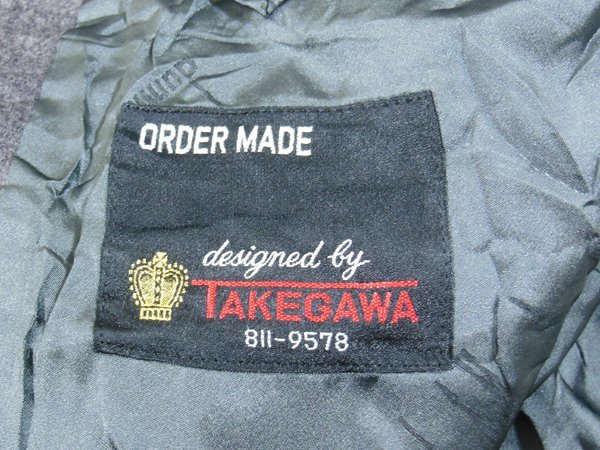 ORDER MADE
designed by
TAKEGAWA
811-9578